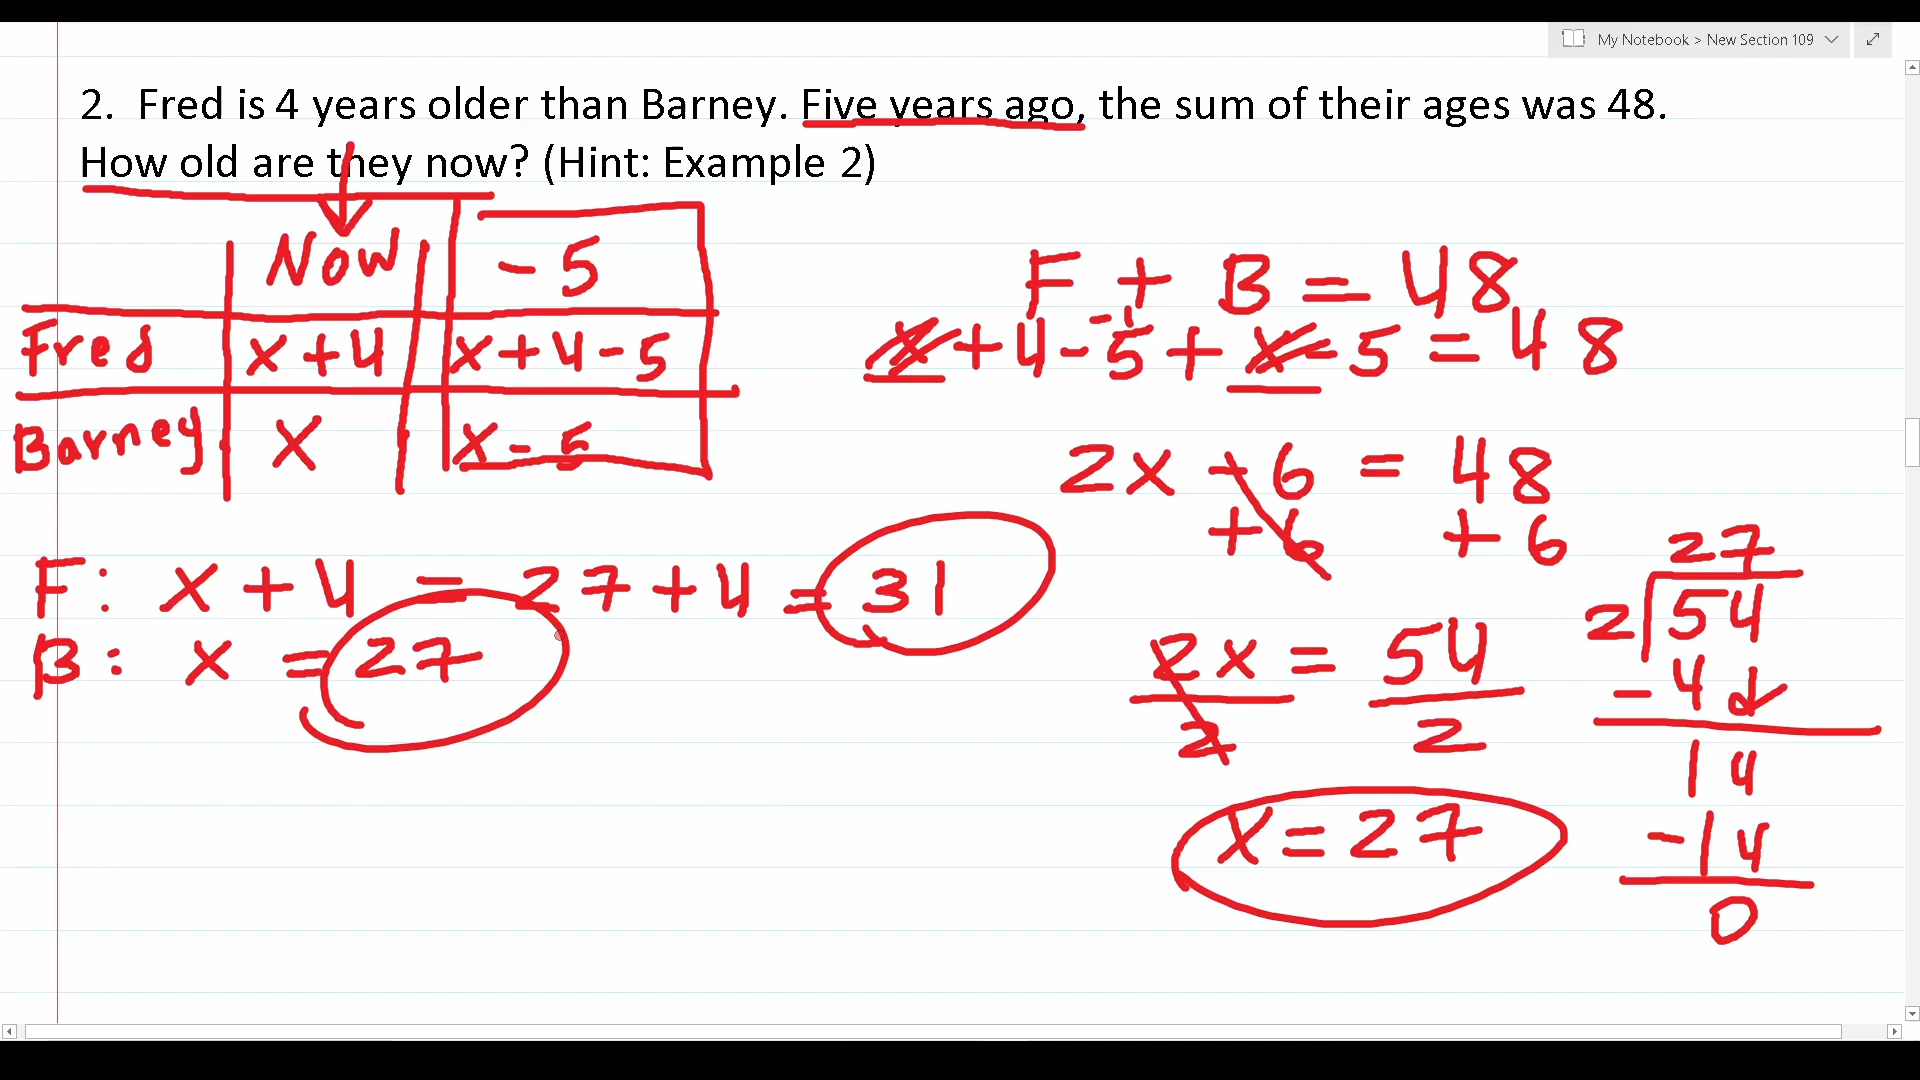 My Notebook > New Section 109
2. Fred is 4 years older than Barney. Five years ago, the sum of their ages was 48.
How old are they now? (Hint: Example 2)
Now -5
Fred x+4 x+4-5
Barney x x-5
F + B = 48
-1
x+4-5+x-5=48
2x - 6 = 48
+6 +6
2x = 54
2 2
x=27
27
2 54
-4
14
-14
0
F: x+4 = 27+4 = 31
B: x = 27